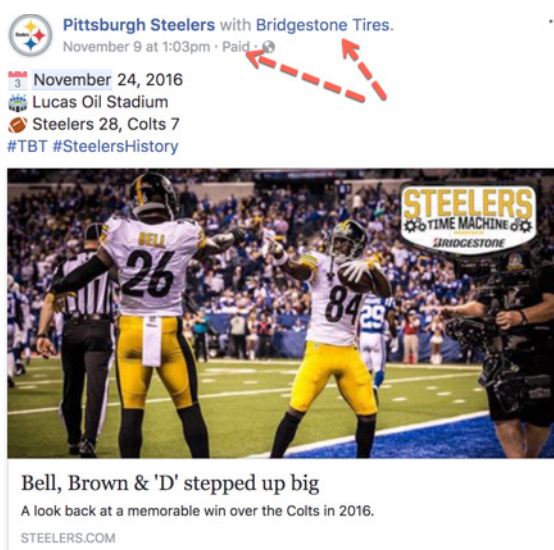 Pittsburgh Steelers with Bridgestone Tires.
November 9 at 1:03pm · Paid ·
3 November 24, 2016
Lucas Oil Stadium
Steelers 28, Colts 7
#TBT #SteelersHistory
STEELERS
TIME MACHINE
BRIDGESTONE
BELL
26
84
29
Bell, Brown & 'D' stepped up big
A look back at a memorable win over the Colts in 2016.
STEELERS.COM